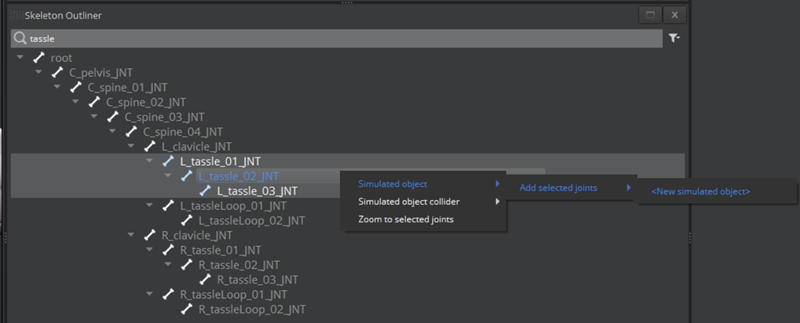 Skeleton Outliner
tassle
root
C_pelvis_JNT
C_spine_01_JNT
C_spine_02_JNT
C_spine_03_JNT
C_spine_04_JNT
L_clavicle_JNT
L_tassle_01_JNT
L_tassle_02_JNT
L_tassle_03_JNT
L_tassleLoop_01_JNT
L_tassleLoop_02_JNT
R_clavicle_JNT
R_tassle_01_JNT
R_tassle_02_JNT
R_tassle_03_JNT
R_tassleLoop_01_JNT
R_tassleLoop_02_JNT
Simulated object
Simulated object collider
Zoom to selected joints
Add selected joints
<New simulated object>